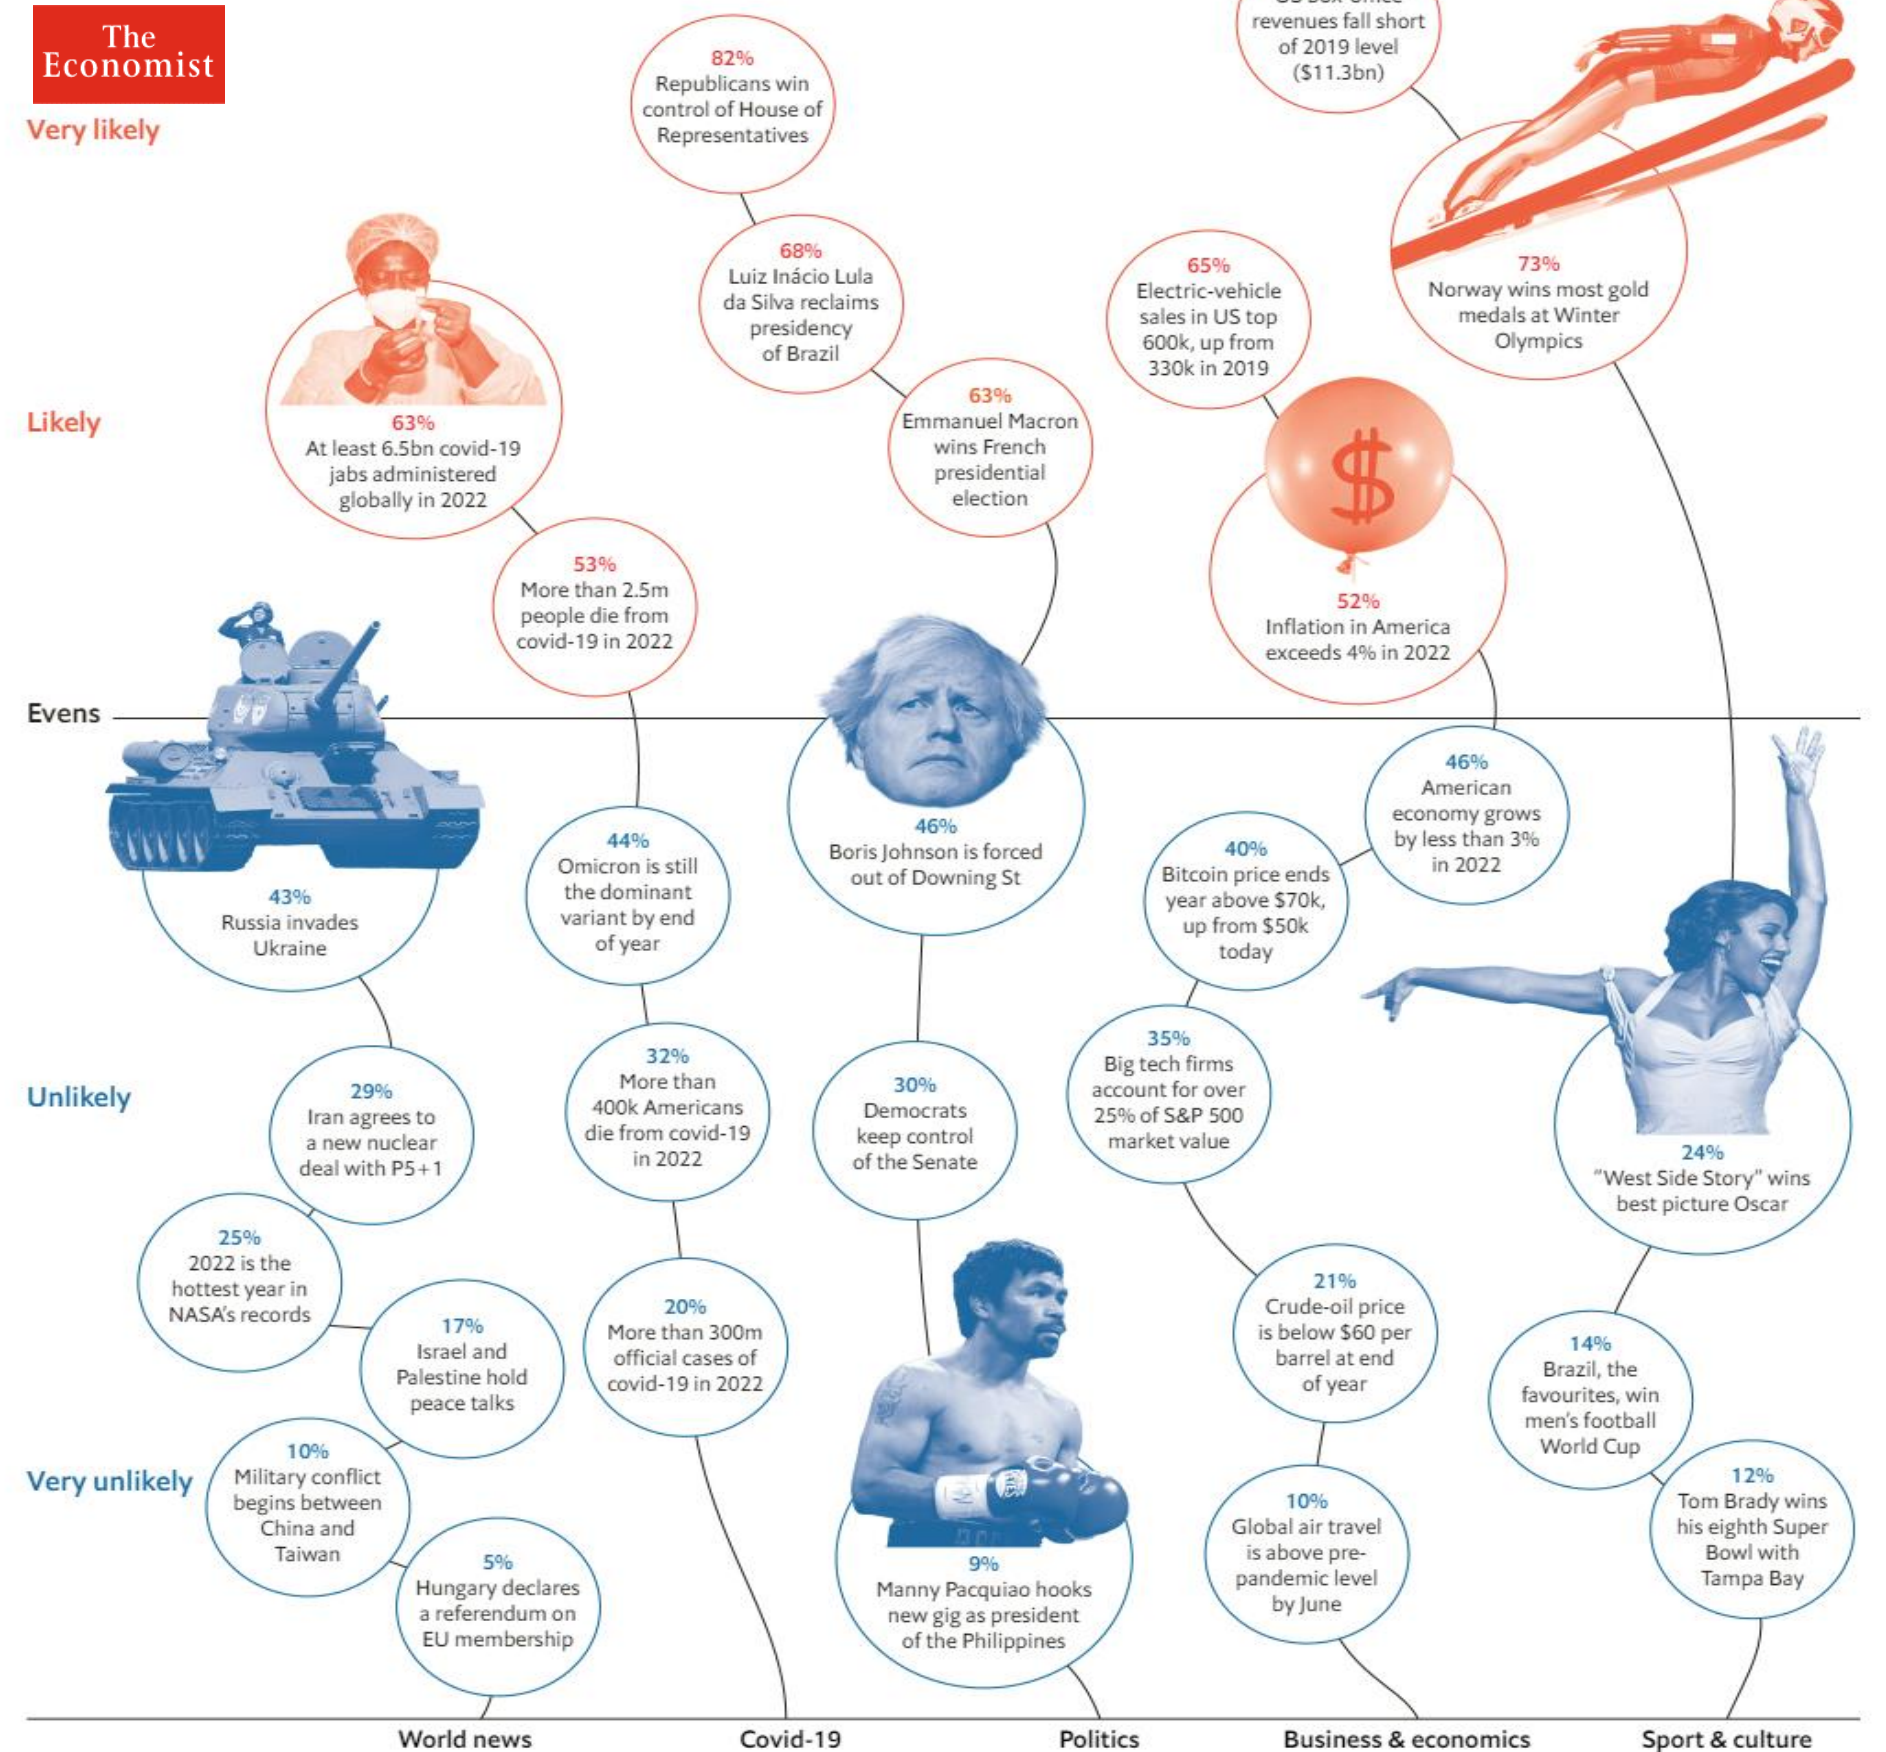 The
Economist
Very likely
82%
Republicans win
control of House of
Representatives
revenues fall short
of 2019 level
($11.3bn)
68%
Luiz Inácio Lula
da Silva reclaims
presidency
of Brazil
65%
Electric-vehicle
sales in US top
600k, up from
330k in 2019
73%
Norway wins most gold
medals at Winter
Olympics
Likely
63%
At least 6.5bn covid-19
jabs administered
globally in 2022
63%
Emmanuel Macron
wins French
presidential
election
$
53%
More than 2.5m
people die from
covid-19 in 2022
52%
Inflation in America
exceeds 4% in 2022
Evens
43%
Russia invades
Ukraine
44%
Omicron is still
the dominant
variant by end
of year
46%
Boris Johnson is forced
out of Downing St
40%
Bitcoin price ends
year above $70k,
up from $50k
today
46%
American
economy grows
by less than 3%
in 2022
Unlikely
29%
Iran agrees to
a new nuclear
deal with P5+1
32%
More than
400k Americans
die from covid-19
in 2022
30%
Democrats
keep control
of the Senate
35%
Big tech firms
account for over
25% of S&P 500
market value
24%
"West Side Story" wins
best picture Oscar
25%
2022 is the
hottest year in
NASA's records
17%
Israel and
Palestine hold
peace talks
20%
More than 300m
official cases of
covid-19 in 2022
21%
Crude-oil price
is below $60 per
barrel at end
of year
14%
Brazil, the
favourites, win
men's football
World Cup
Very unlikely
10%
Military conflict
begins between
China and
Taiwan
5%
Hungary declares
a referendum on
EU membership
9%
Manny Pacquiao hooks
new gig as president
of the Philippines
10%
Global air travel
is above pre-
pandemic level
by June
12%
Tom Brady wins
his eighth Super
Bowl with
Tampa Bay
World news
Covid-19
Politics
Business & economics
Sport & culture